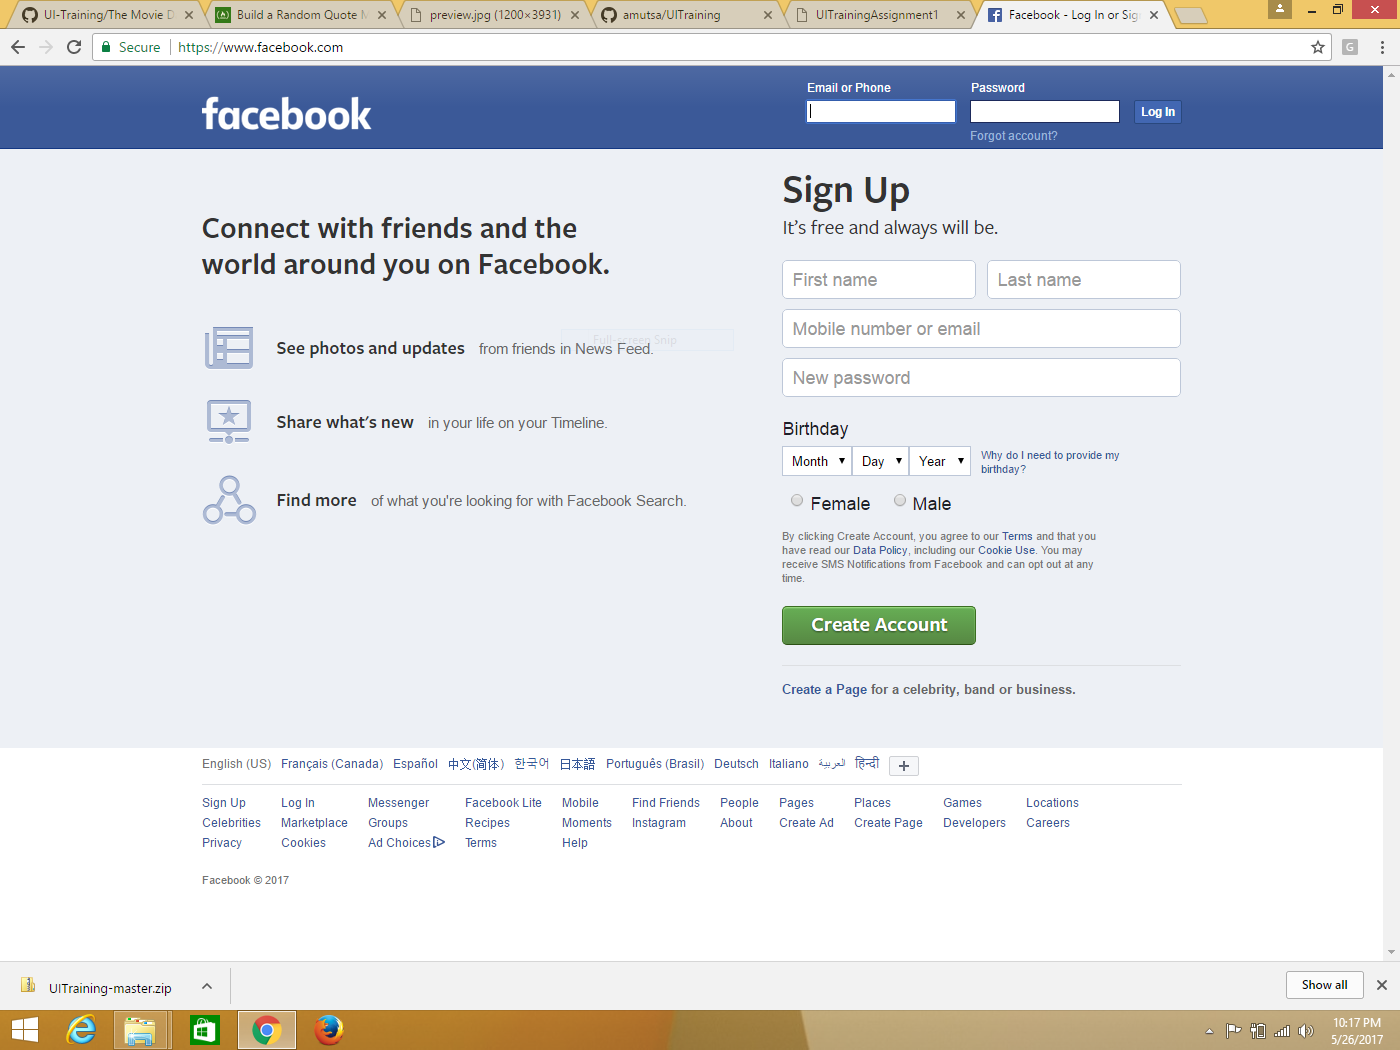 UI-Training/The Movie D
Build a Random Quote M
preview.jpg (1200×3931)
amutsa/UITraining
UITrainingAssignment1
Facebook - Log In or Sign
Secure
https://www.facebook.com
G
facebook
Email or Phone
Password
Log In
Forgot account?
Sign Up
It's free and always will be.
Connect with friends and the
world around you on Facebook.
First name
Last name
Mobile number or email
New password
Full-screen Snip
See photos and updates from friends in News Feed.
Share what's new in your life on your Timeline.
Find more of what you're looking for with Facebook Search.
Birthday
Month
Day
Year
Why do I need to provide my
birthday?
Female
Male
By clicking Create Account, you agree to our Terms and that you
have read our Data Policy, including our Cookie Use. You may
receive SMS Notifications from Facebook and can opt out at any
time.
Create Account
Create a Page for a celebrity, band or business.
English (US) Français (Canada) Español 中文(简体) 한국어 日本語 Português (Brasil) Deutsch Italiano العربية हिन्दी +
Sign Up Log In Messenger Facebook Lite Mobile Find Friends People Pages Places Games Locations
Celebrities Marketplace Groups Recipes Moments Instagram About Create Ad Create Page Developers Careers
Privacy Cookies Ad Choices Terms Help
Facebook © 2017
UITraining-master.zip
Show all
10:17 PM
5/26/2017